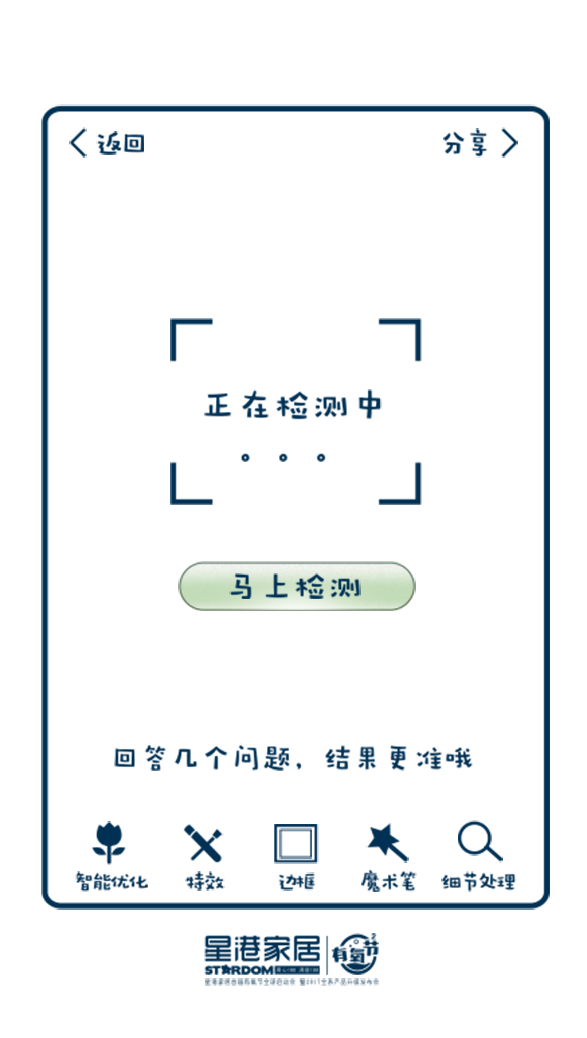 返回
分享
正在检测中
马上检测
回答几个问题，结果更准哦
智能优化
特效
边框
魔术笔
细节处理
星港家居
有氧节
STARDOM